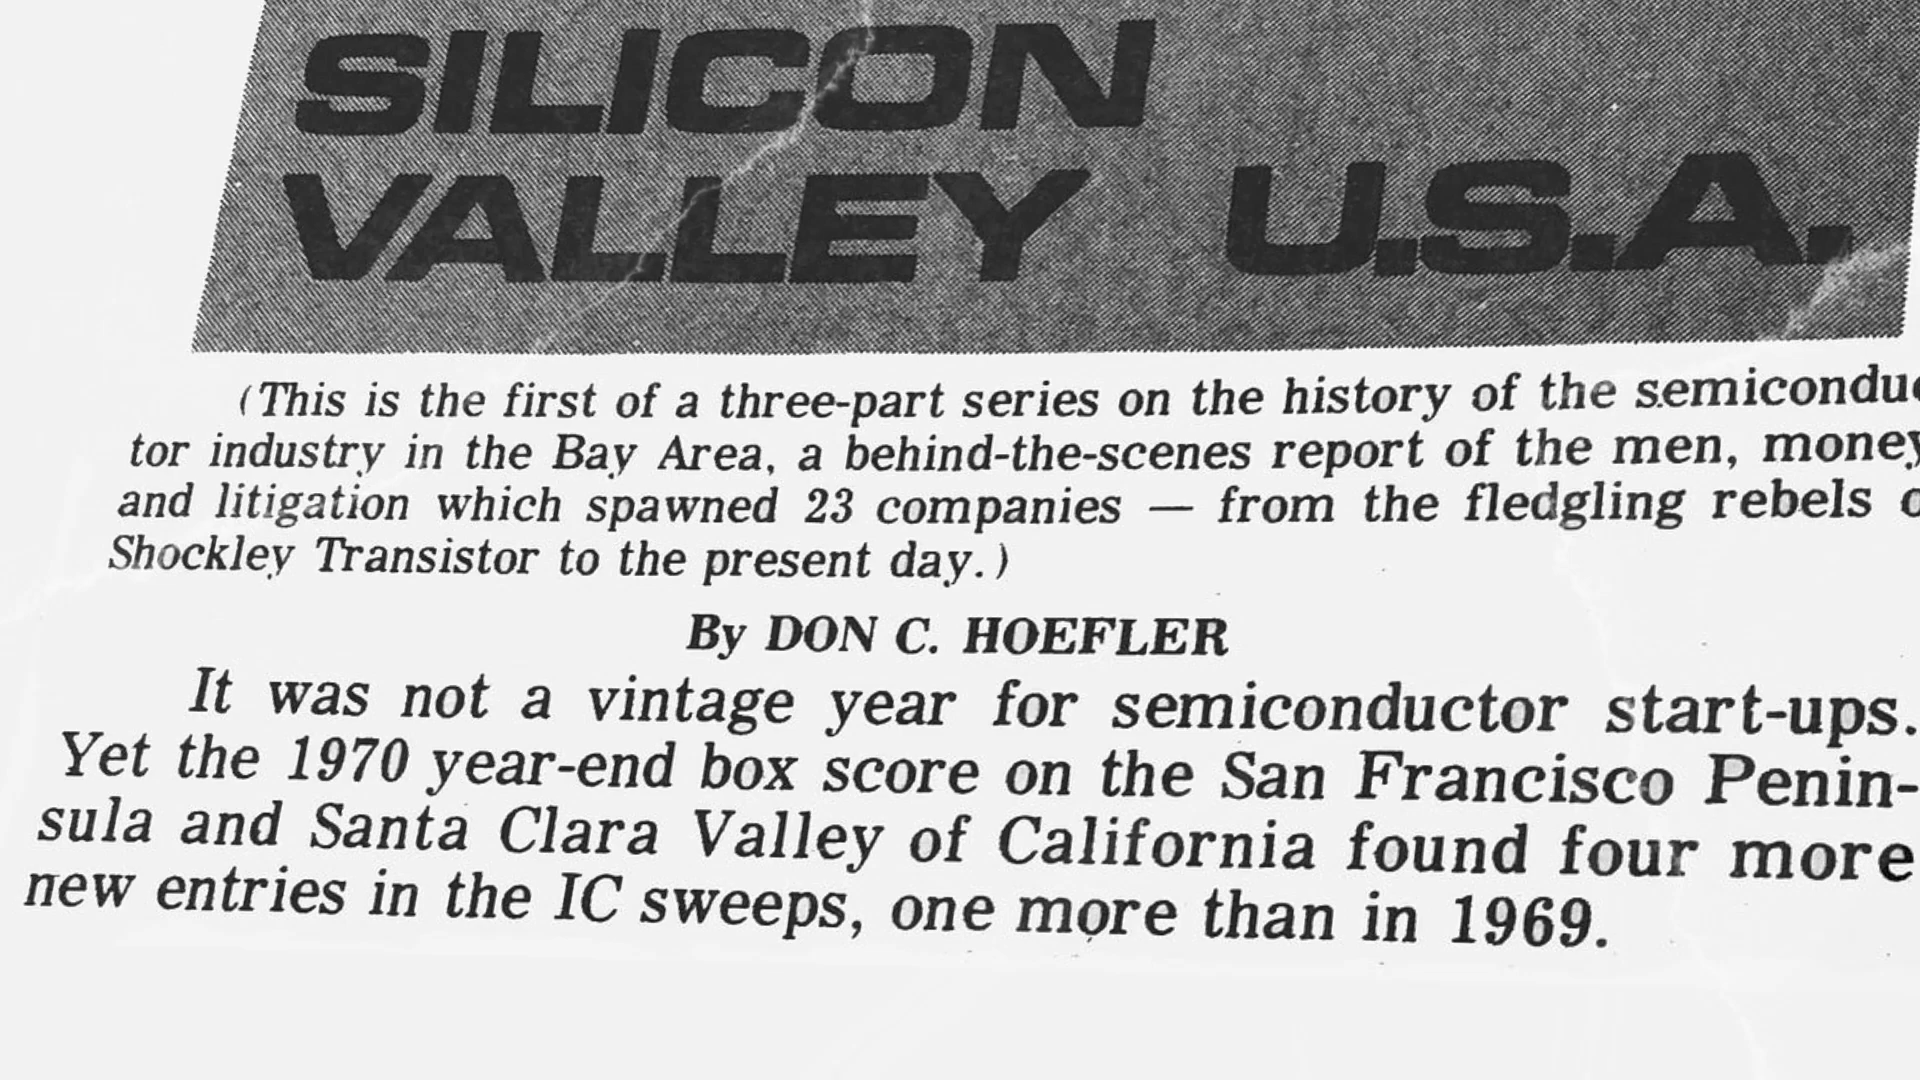 SILICON
VALLEY U.S.A.
(This is the first of a three-part series on the history of the semiconduc
tor industry in the Bay Area, a behind-the-scenes report of the men, money
and litigation which spawned 23 companies — from the fledgling rebels o
Shockley Transistor to the present day.)
By DON C. HOEFLER
It was not a vintage year for semiconductor start-ups.
Yet the 1970 year-end box score on the San Francisco Penin-
sula and Santa Clara Valley of California found four more
new entries in the IC sweeps, one more than in 1969.